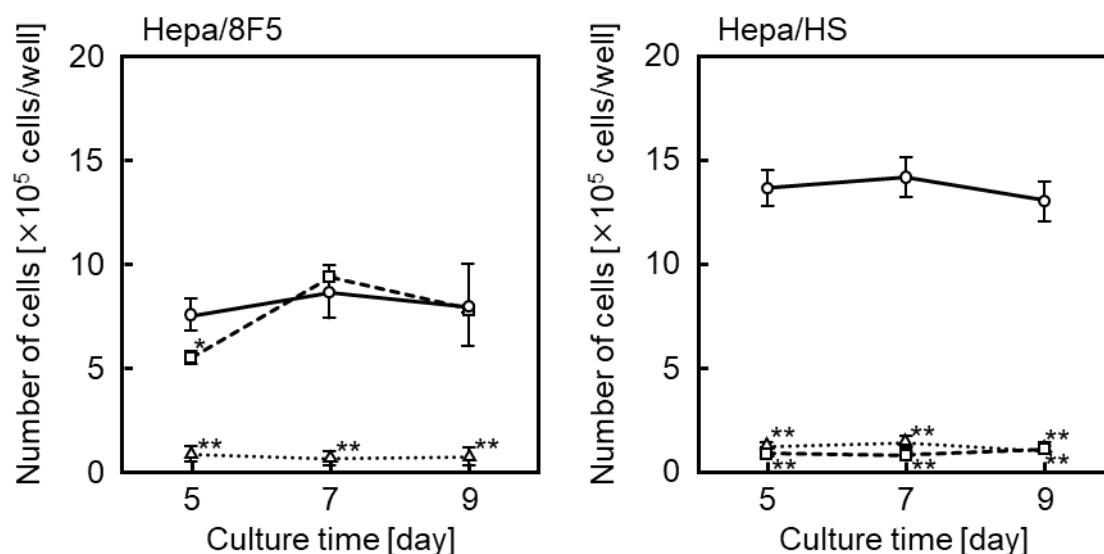 Hepa/8F5
Number of cells [×10⁵ cells/well]
20
15
10
5
0
*
**
**
**
5 7 9
Culture time [day]
Hepa/HS
Number of cells [×10⁵ cells/well]
20
15
10
5
0
**
**
**
**
**
**
5 7 9
Culture time [day]